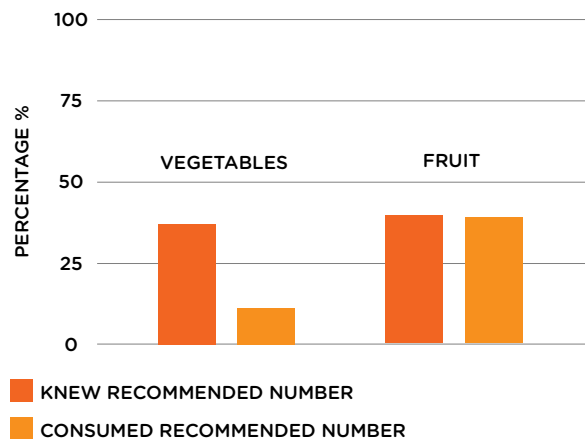 100
75
PERCENTAGE %
VEGETABLES
FRUIT
50
25
0
KNEW RECOMMENDED NUMBER
CONSUMED RECOMMENDED NUMBER